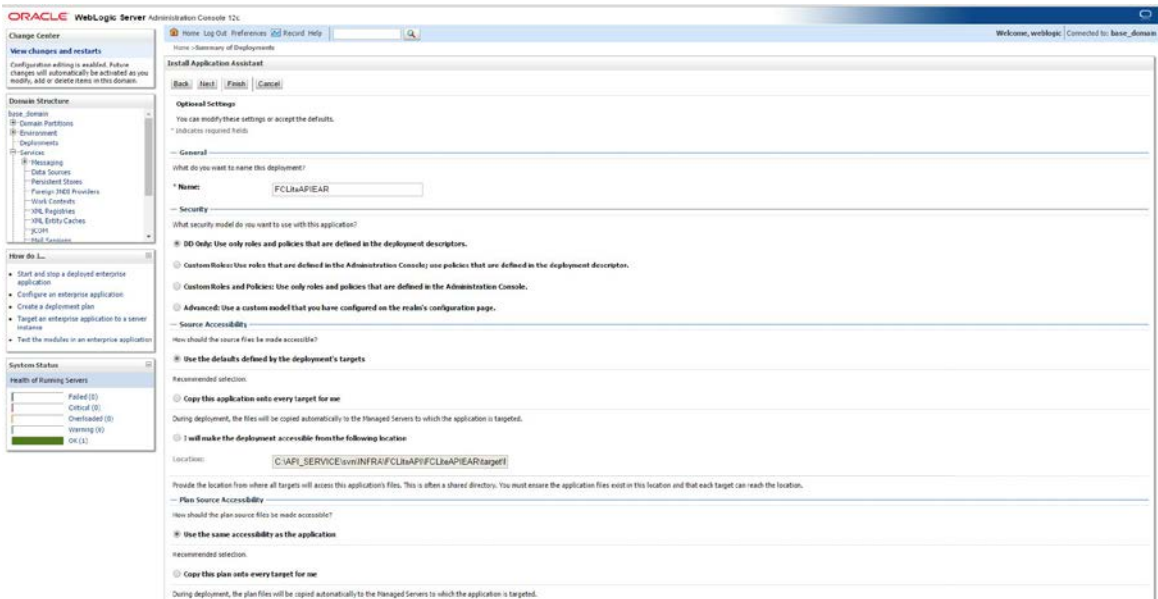 ORACLE WebLogic Server Administration Console 12c
Change Center
View changes and restarts
Configuration editing is enabled. Future
changes will automatically be activated as you
modify, add or delete items in this domain.
Domain Structure
base_domain
Domain Partitions
Environment
Deployments
Services
Messaging
Data Sources
Persistent Stores
Foreign JNDI Providers
Work Contexts
XML Registries
XML Entity Caches
jCOM
Mail Sessions
How do I...
Start and stop a deployed enterprise
application
Configure an enterprise application
Create a deployment plan
Target an enterprise application to a server
instance
Test the modules in an enterprise application
System Status
Health of Running Servers
Failed (0)
Critical (0)
Overloaded (0)
Warning (0)
OK (1)
Home Log Out Preferences Record Help
Welcome, weblogic Connected to: base_domain
Home >Summary of Deployments
Install Application Assistant
Back Next Finish Cancel
Optional Settings
You can modify these settings or accept the defaults.
* Indicates required fields
General
What do you want to name this deployment?
* Name: FCLiteAPIEAR
Security
What security model do you want to use with this application?
DD Only: Use only roles and policies that are defined in the deployment descriptors.
Custom Roles: Use roles that are defined in the Administration Console; use policies that are defined in the deployment descriptor.
Custom Roles and Policies: Use only roles and policies that are defined in the Administration Console.
Advanced: Use a custom model that you have configured on the realm's configuration page.
Source Accessibility
How should the source files be made accessible?
Use the defaults defined by the deployment's targets
Recommended selection.
Copy this application onto every target for me
During deployment, the files will be copied automatically to the Managed Servers to which the application is targeted.
I will make the deployment accessible from the following location
Location: C:\API_SERVICE\svn\INFRA\FCLiteAPI\FCLiteAPIEAR\target\
Provide the location from where all targets will access this application's files. This is often a shared directory. You must ensure the application files exist in this location and that each target can reach the location.
Plan Source Accessibility
How should the plan source files be made accessible?
Use the same accessibility as the application
Recommended selection.
Copy this plan onto every target for me
During deployment, the plan files will be copied automatically to the Managed Servers to which the application is targeted.